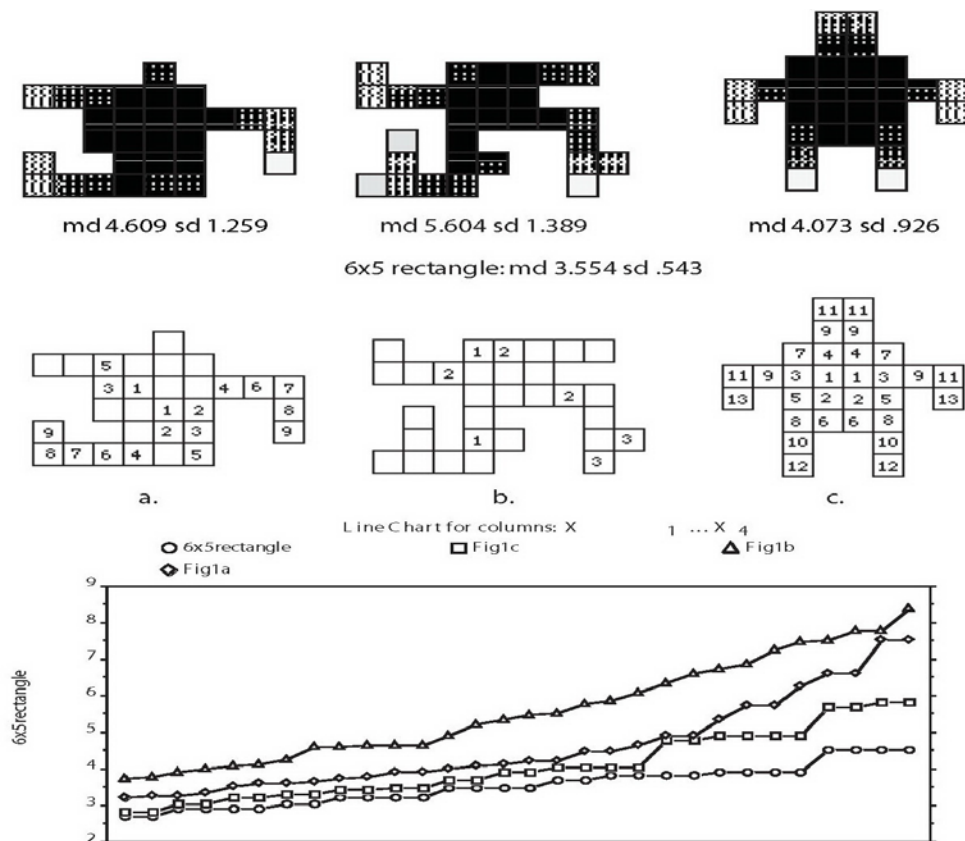 md 4.609 sd 1.259
md 5.604 sd 1.389
md 4.073 sd .926
6x5 rectangle: md 3.554 sd .543
5
3 1 4 6 7
1 2 8
9 2 3 9
8 7 6 4 5
a.
1 2
2
2
1 3
3
b.
11 11
9 9
7 4 4 7
11 9 3 1 1 3 9 11
13 5 2 2 5 13
8 6 6 8
10 10
12 12
c.
Line Chart for columns: X 1 ... X 4
6x5rectangle Fig1c Fig1b
Fig1a
6x5rectangle
9
8
7
6
5
4
3
2